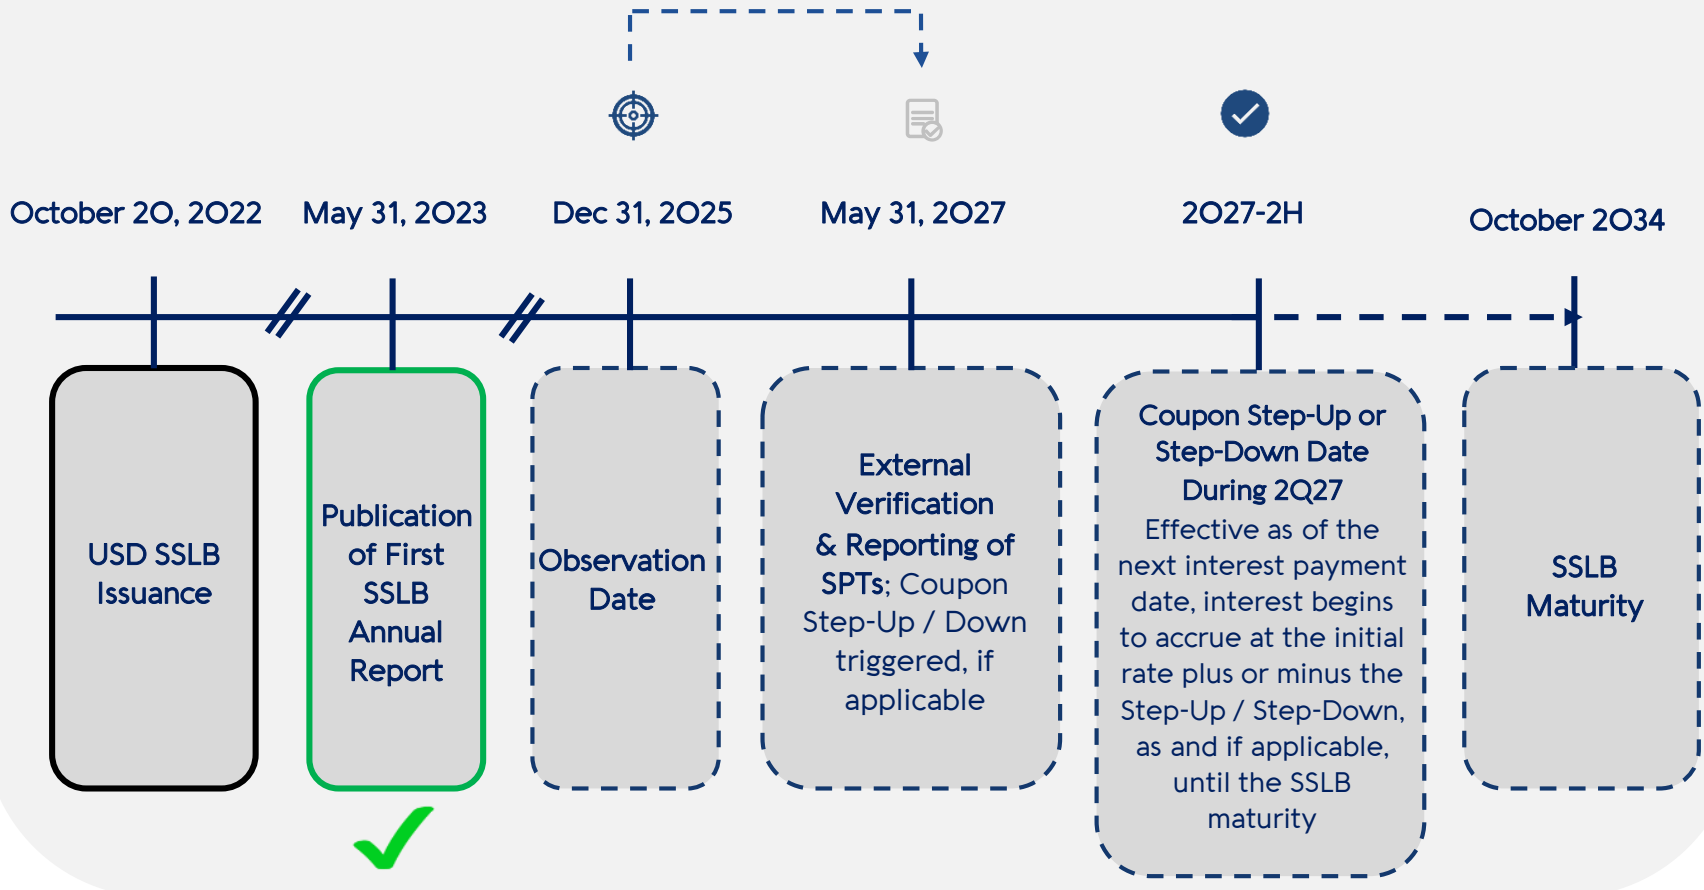 October 20, 2022
May 31, 2023
Dec 31, 2025
May 31, 2027
2027-2H
October 2034
USD SSLB
Issuance
Publication
of First
SSLB
Annual
Report
Observation
Date
External
Verification
& Reporting of
SPTs; Coupon
Step-Up / Down
triggered, if
applicable
Coupon Step-Up or
Step-Down Date
During 2Q27
Effective as of the
next interest payment
date, interest begins
to accrue at the initial
rate plus or minus the
Step-Up / Step-Down,
as and if applicable,
until the SSLB
maturity
SSLB
Maturity